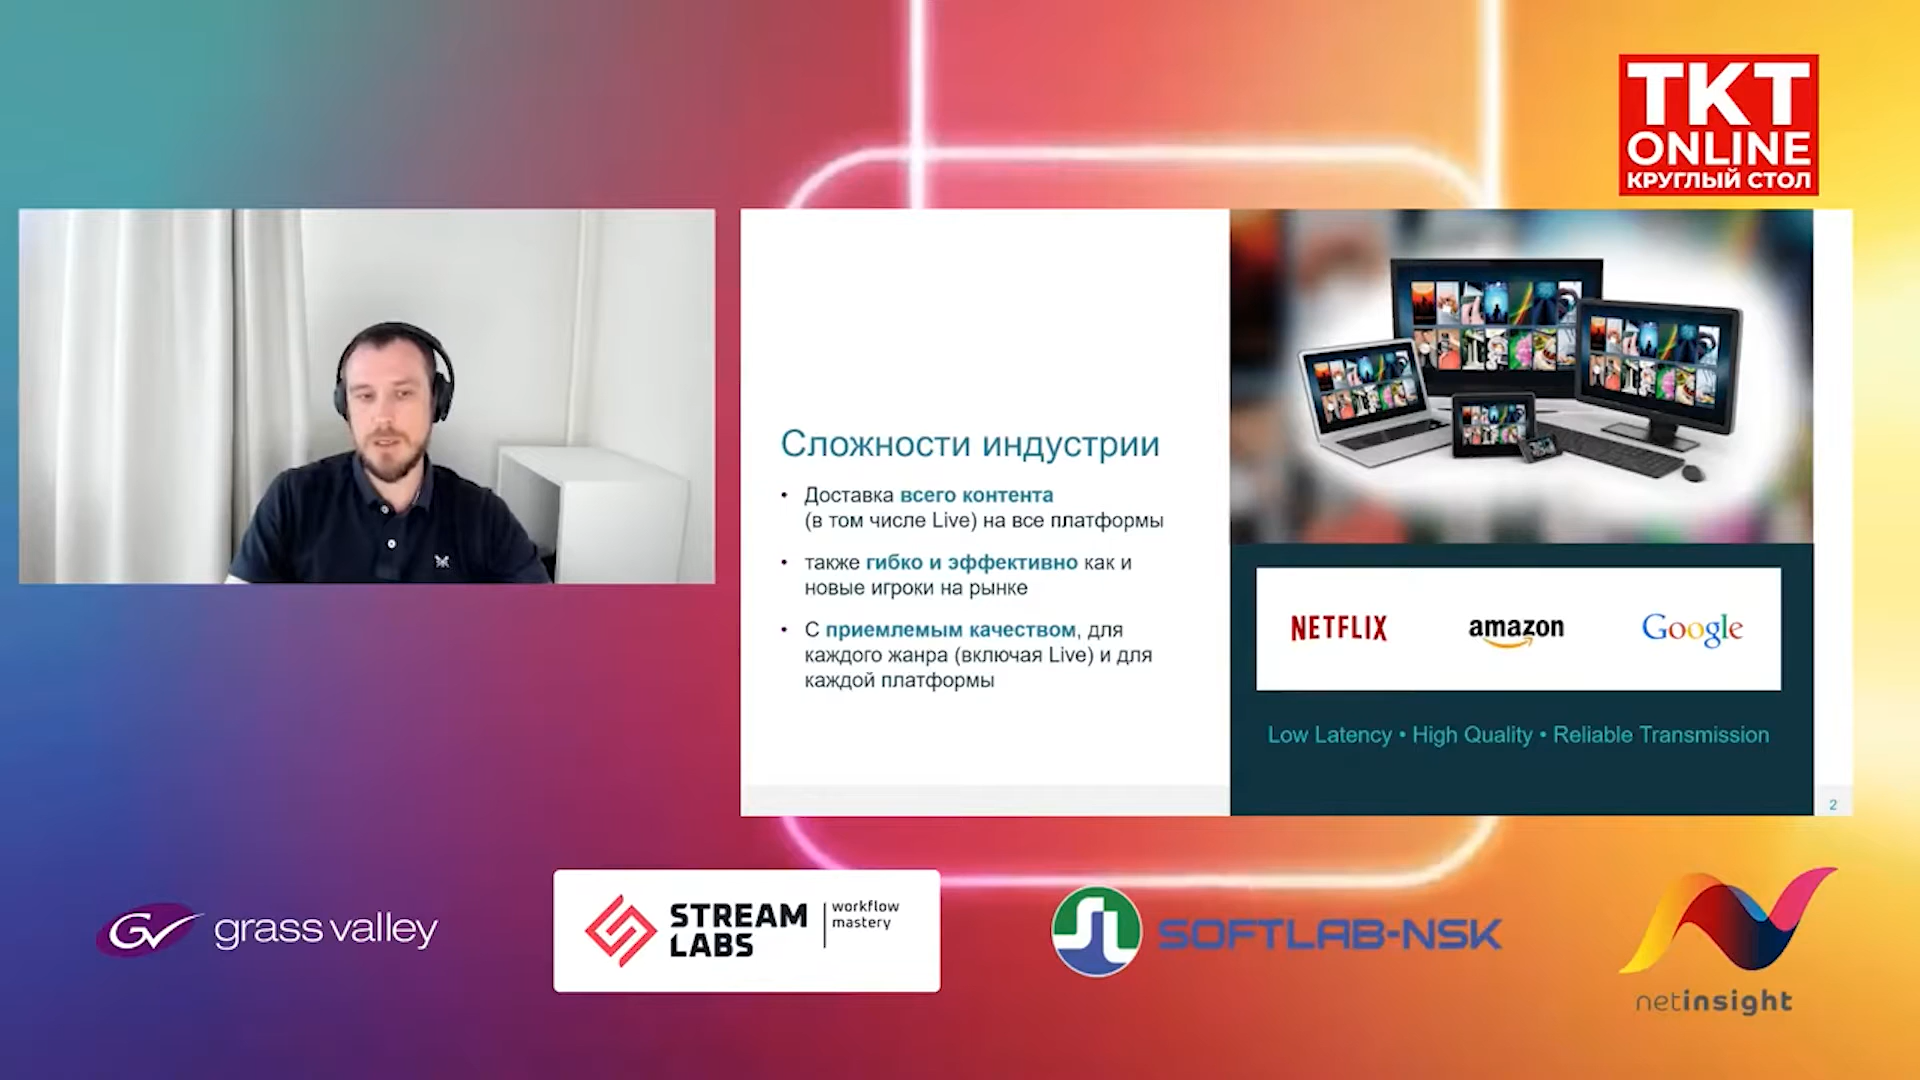 TKT
ONLINE
КРУГЛЫЙ СТОЛ
Сложности индустрии
• Доставка всего контента
(в том числе Live) на все платформы
• также гибко и эффективно как и
новые игроки на рынке
• С приемлемым качеством, для
каждого жанра (включая Live) и для
каждой платформы
NETFLIX
amazon
Google
Low Latency • High Quality • Reliable Transmission
2
GV grass valley
STREAM
LABS
workflow
mastery
SOFTLAB-NSK
netinsight